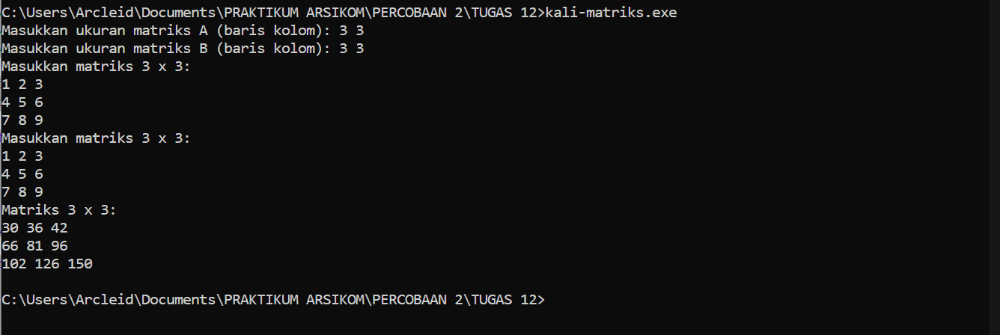 C:\Users\Arcleid\Documents\PRAKTIKUM ARSIKOM\PERCOBAAN 2\TUGAS 12>kali-matriks.exe
Masukkan ukuran matriks A (baris kolom): 3 3
Masukkan ukuran matriks B (baris kolom): 3 3
Masukkan matriks 3 x 3:
1 2 3
4 5 6
7 8 9
Masukkan matriks 3 x 3:
1 2 3
4 5 6
7 8 9
Matriks 3 x 3:
30 36 42
66 81 96
102 126 150
C:\Users\Arcleid\Documents\PRAKTIKUM ARSIKOM\PERCOBAAN 2\TUGAS 12>